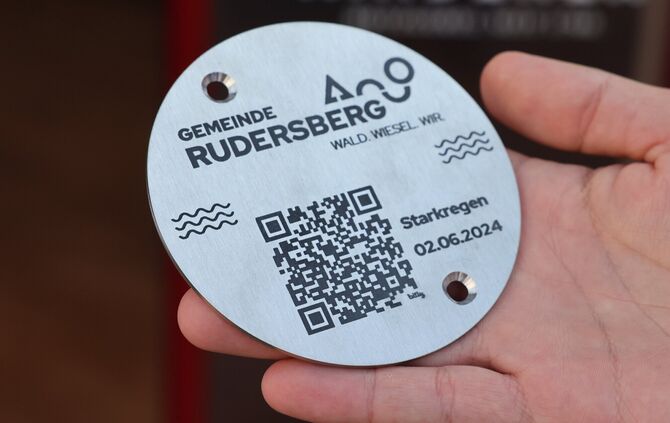 GEMEINDE
RUDERSBERG
WALD. WIESEL. WIR.
Starkregen
02.06.2024
bitly